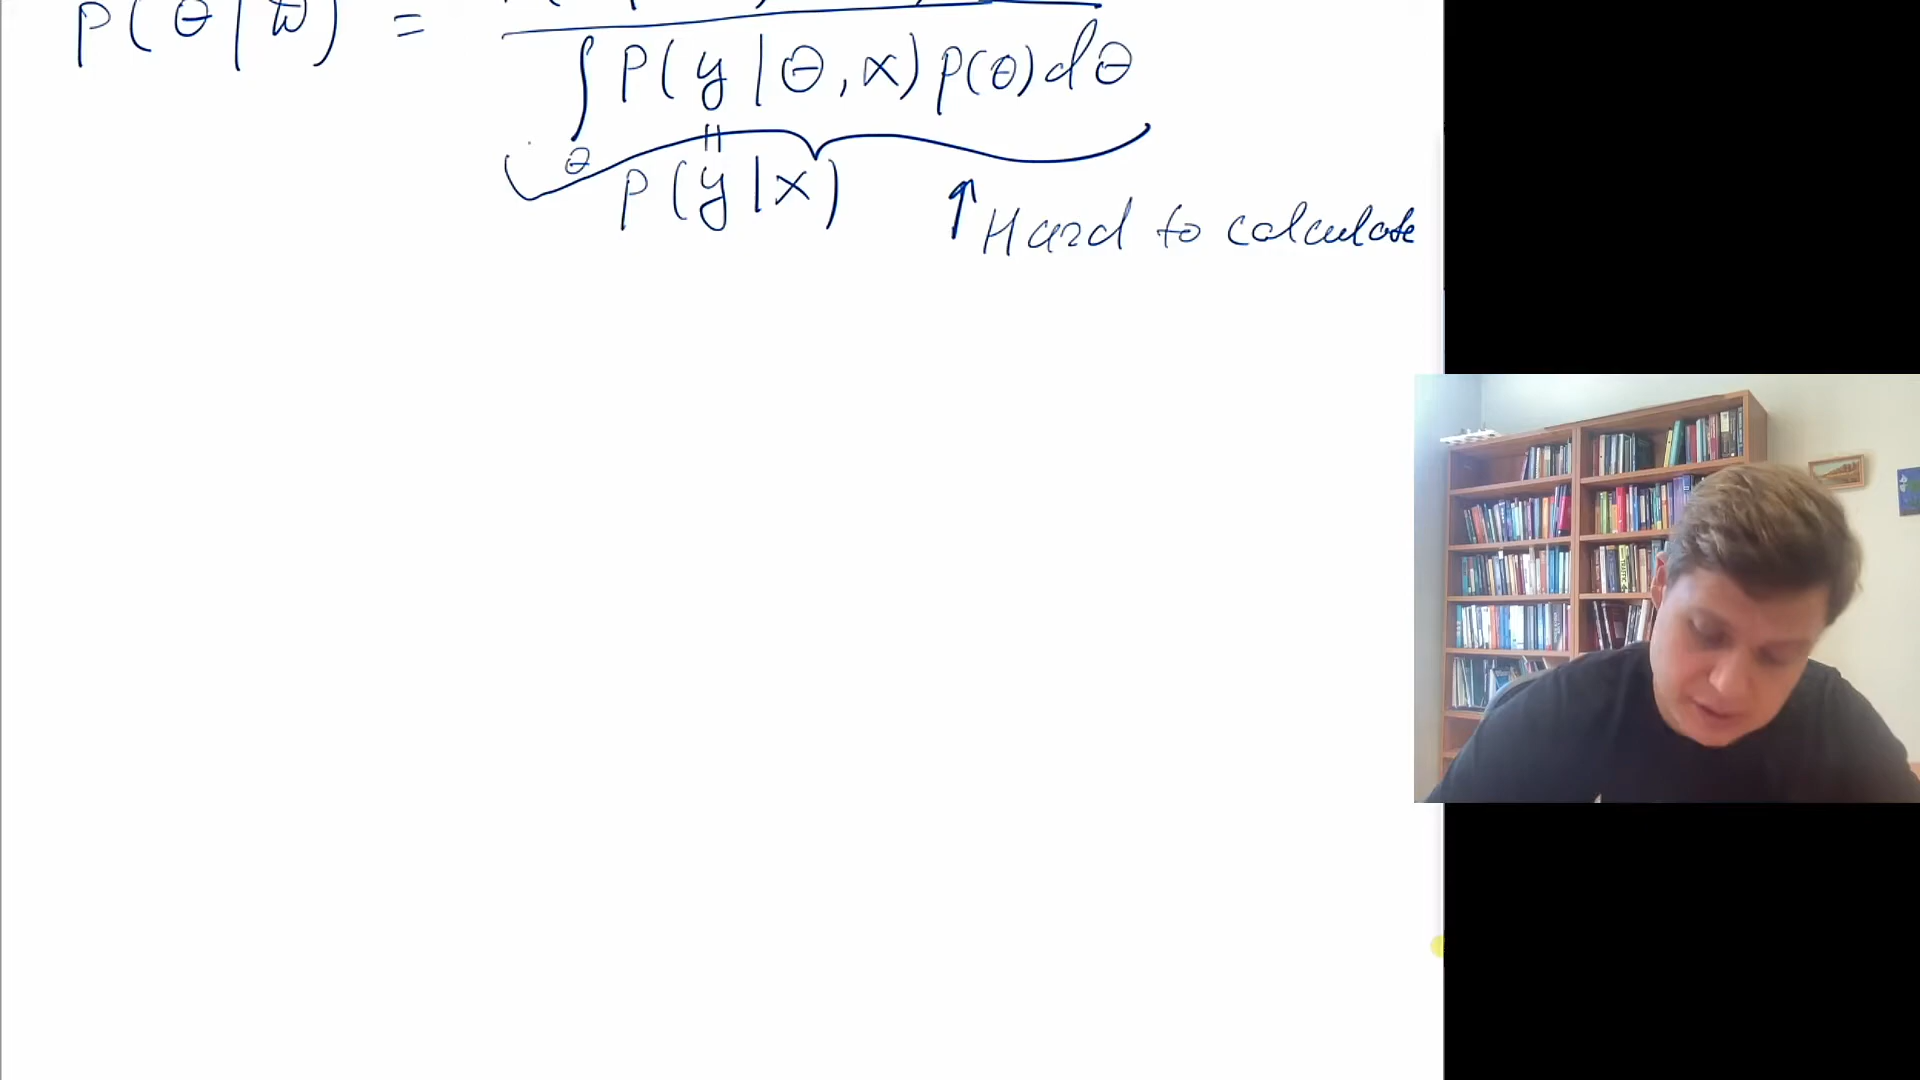 P(θ|D) =
∫ P(y|θ,x)p(θ)dθ
θ
P(y|x)
Hard to calculate